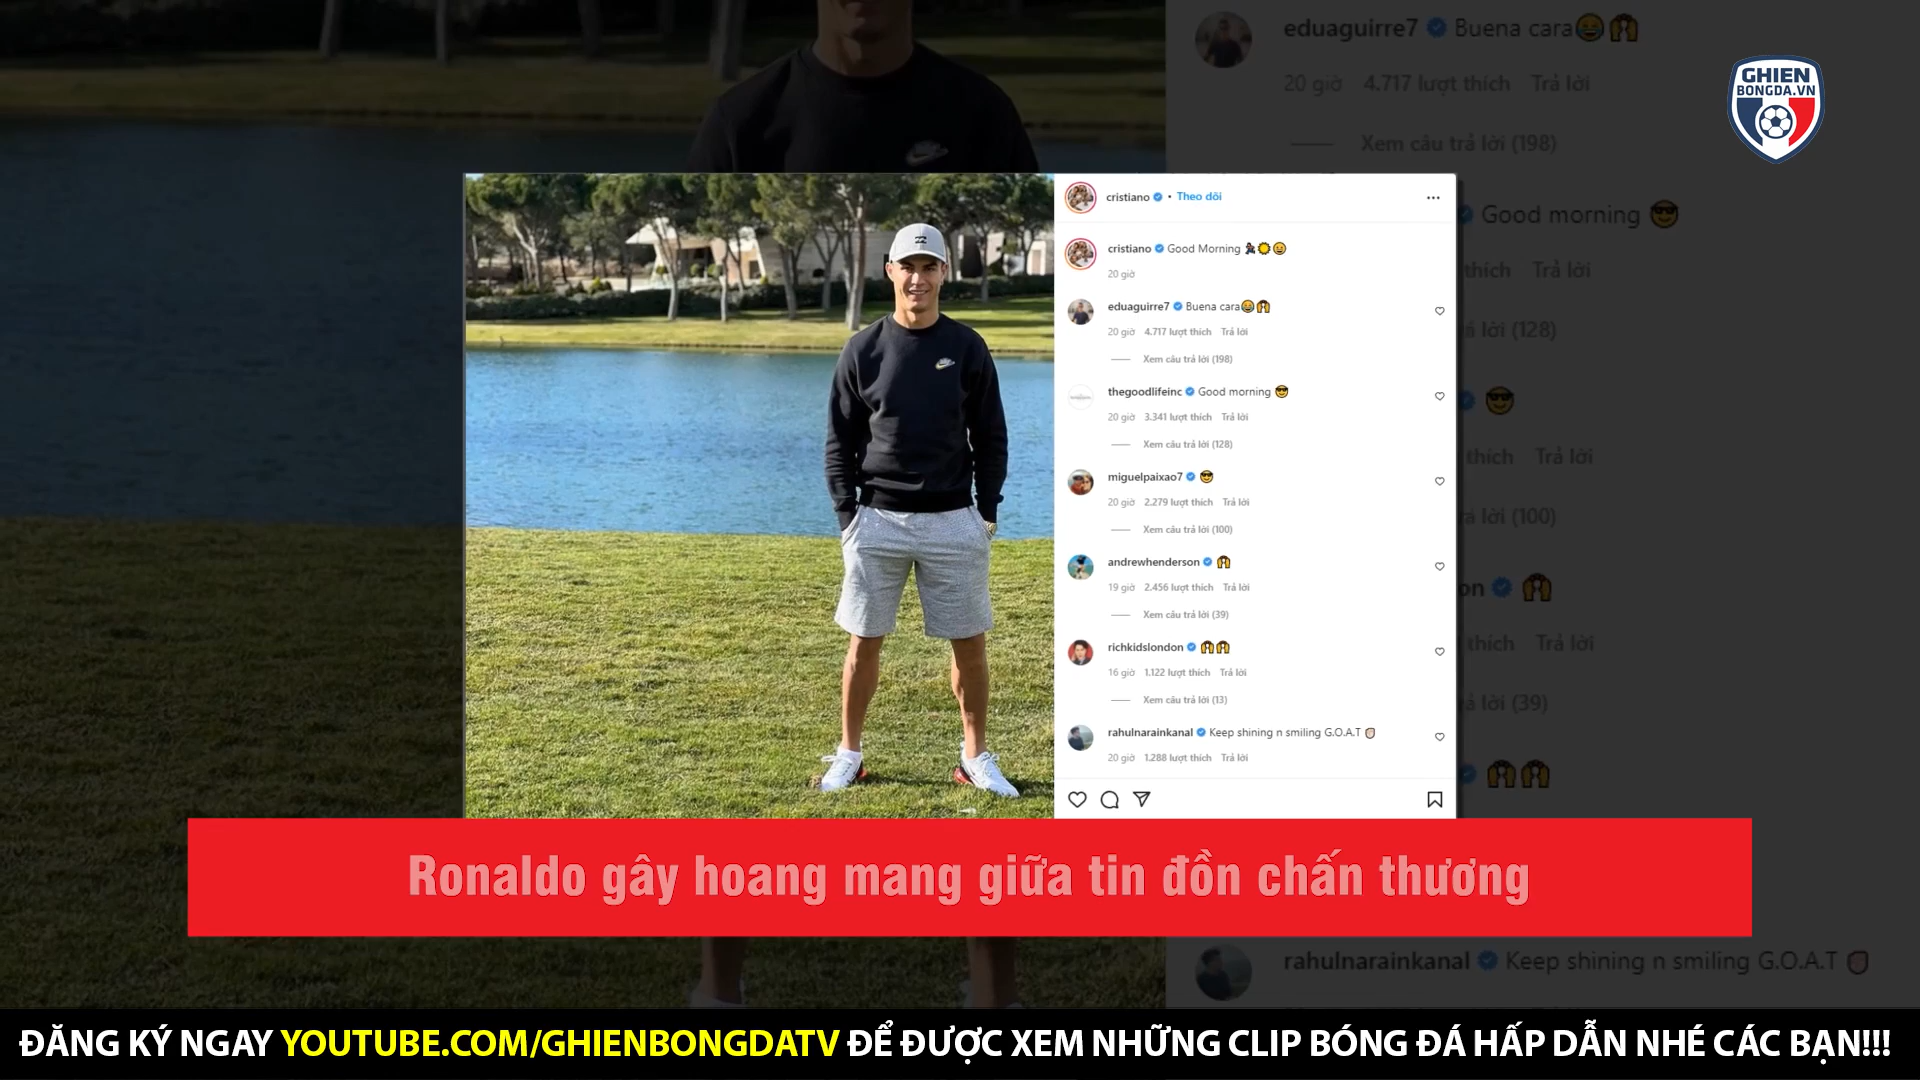 eduaguirre7 Buena cara😂🙌
20 giờ 4.717 lượt thích Trả lời
Xem câu trả lời (198)
GHIEN
BONGDA.VN
Good morning 😎
thích Trả lời
lời (128)
😎
thích Trả lời
lời (100)
on 🙌
thích Trả lời
lời (39)
🙌🙌
cristiano • Theo dõi
cristiano Good Morning 🌞😀
20 giờ
eduaguirre7 Buena cara😂🙌
20 giờ 4.717 lượt thích Trả lời
Xem câu trả lời (198)
thegoodlifeinc Good morning 😎
20 giờ 3.341 lượt thích Trả lời
Xem câu trả lời (128)
miguelpaixao7 😎
20 giờ 2.279 lượt thích Trả lời
Xem câu trả lời (100)
andrewhenderson 🙌
19 giờ 2.456 lượt thích Trả lời
Xem câu trả lời (39)
richkidslondon 🙌🙌
16 giờ 1.122 lượt thích Trả lời
Xem câu trả lời (13)
rahulnarainkanal Keep shining n smiling G.O.A.T
20 giờ 1.288 lượt thích Trả lời
Ronaldo gây hoang mang giữa tin đồn chấn thương
rahulnarainkanal Keep shining n smiling G.O.A.T
ĐĂNG KÝ NGAY YOUTUBE.COM/GHIENBONGDATV ĐỂ ĐƯỢC XEM NHỮNG CLIP BÓNG ĐÁ HẤP DẪN NHÉ CÁC BẠN!!!